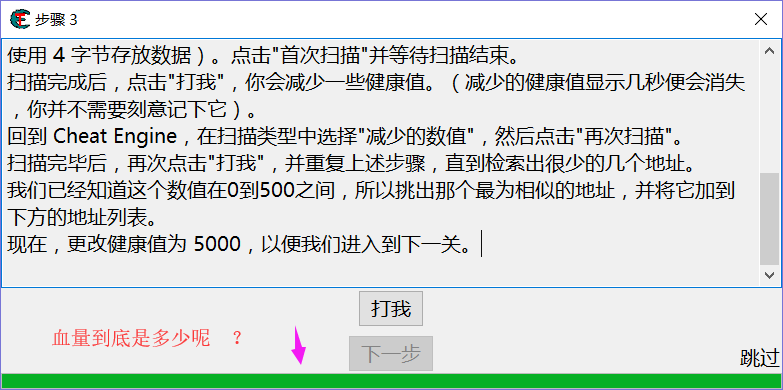 步骤 3
使用 4 字节存放数据）。点击"首次扫描"并等待扫描结束。
扫描完成后，点击"打我"，你会减少一些健康值。（减少的健康值显示几秒便会消失
，你并不需要刻意记下它）。
回到 Cheat Engine，在扫描类型中选择"减少的数值"，然后点击"再次扫描"。
扫描完毕后，再次点击"打我"，并重复上述步骤，直到检索出很少的几个地址。
我们已经知道这个数值在0到500之间，所以挑出那个最为相似的地址，并将它加到
下方的地址列表。
现在，更改健康值为 5000，以便我们进入到下一关。
打我
血量到底是多少呢 ？
下一步
跳过